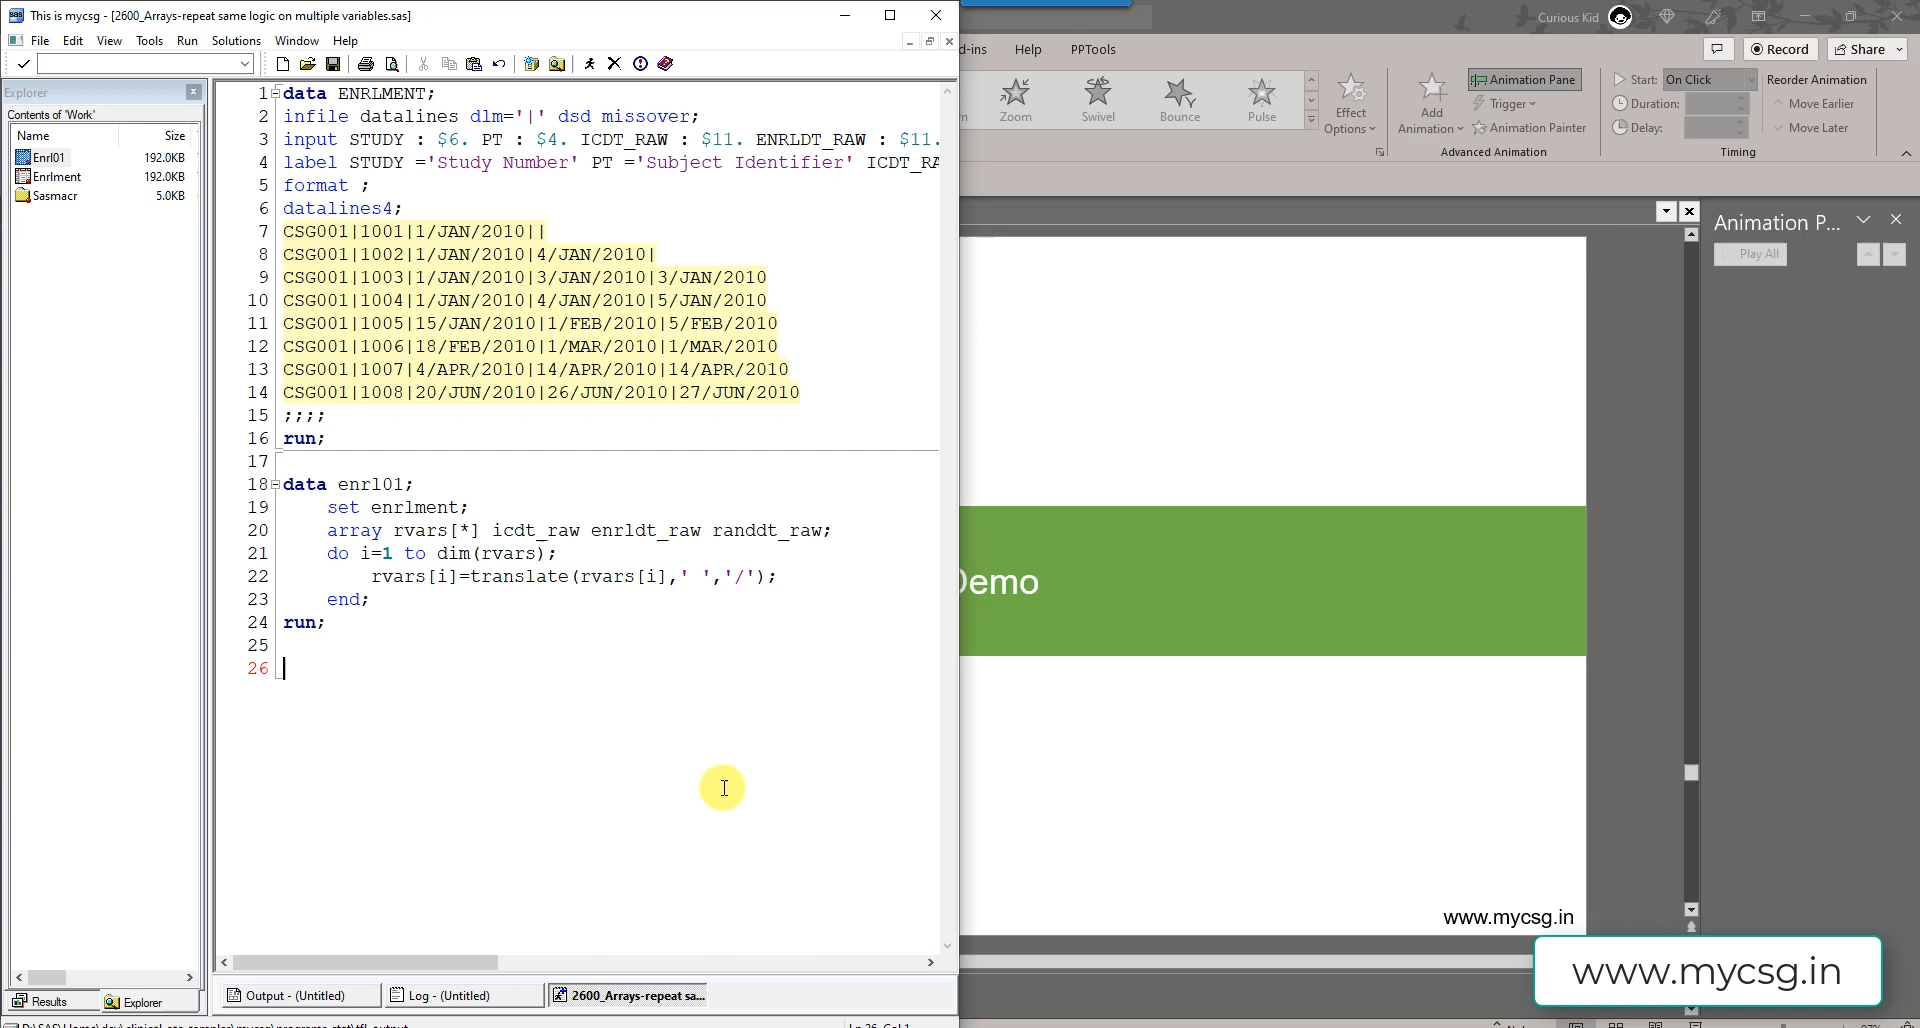 This is mycsg - [2600_Arrays-repeat same logic on multiple variables.sas]
File Edit View Tools Run Solutions Window Help
Explorer
Contents of 'Work'
Name Size
Enrl01 192.0KB
Enrlment 192.0KB
Sasmacr 5.0KB
1 data ENRLMENT;
2 infile datalines dlm='|' dsd missover;
3 input STUDY : $6. PT : $4. ICDT_RAW : $11. ENRLDT_RAW : $11.
4 label STUDY ='Study Number' PT ='Subject Identifier' ICDT_RA
5 format ;
6 datalines4;
7 CSG001|1001|1/JAN/2010||
8 CSG001|1002|1/JAN/2010|4/JAN/2010|
9 CSG001|1003|1/JAN/2010|3/JAN/2010|3/JAN/2010
10 CSG001|1004|1/JAN/2010|4/JAN/2010|5/JAN/2010
11 CSG001|1005|15/JAN/2010|1/FEB/2010|5/FEB/2010
12 CSG001|1006|18/FEB/2010|1/MAR/2010|1/MAR/2010
13 CSG001|1007|4/APR/2010|14/APR/2010|14/APR/2010
14 CSG001|1008|20/JUN/2010|26/JUN/2010|27/JUN/2010
15 ;;;;
16 run;
17
18 data enrl01;
19 set enrlment;
20 array rvars[*] icdt_raw enrldt_raw randdt_raw;
21 do i=1 to dim(rvars);
22 rvars[i]=translate(rvars[i],' ','/');
23 end;
24 run;
25
26
Results Explorer
Output - (Untitled) Log - (Untitled) 2600_Arrays-repeat sa...
Curious Kid
d-ins Help PPTools Record Share
Zoom Swivel Bounce Pulse
Effect Options
Add Animation
Animation Pane
Trigger
Animation Painter
Advanced Animation
Start: On Click
Duration:
Delay:
Reorder Animation
Move Earlier
Move Later
Timing
Animation P...
Play All
Demo
www.mycsg.in
www.mycsg.in